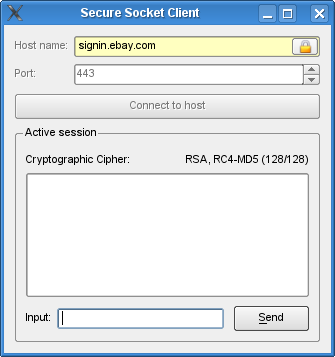 Secure Socket Client
Host name: signin.ebay.com
Port: 443
Connect to host
Active session
Cryptographic Cipher: RSA, RC4-MD5 (128/128)
Input: Send